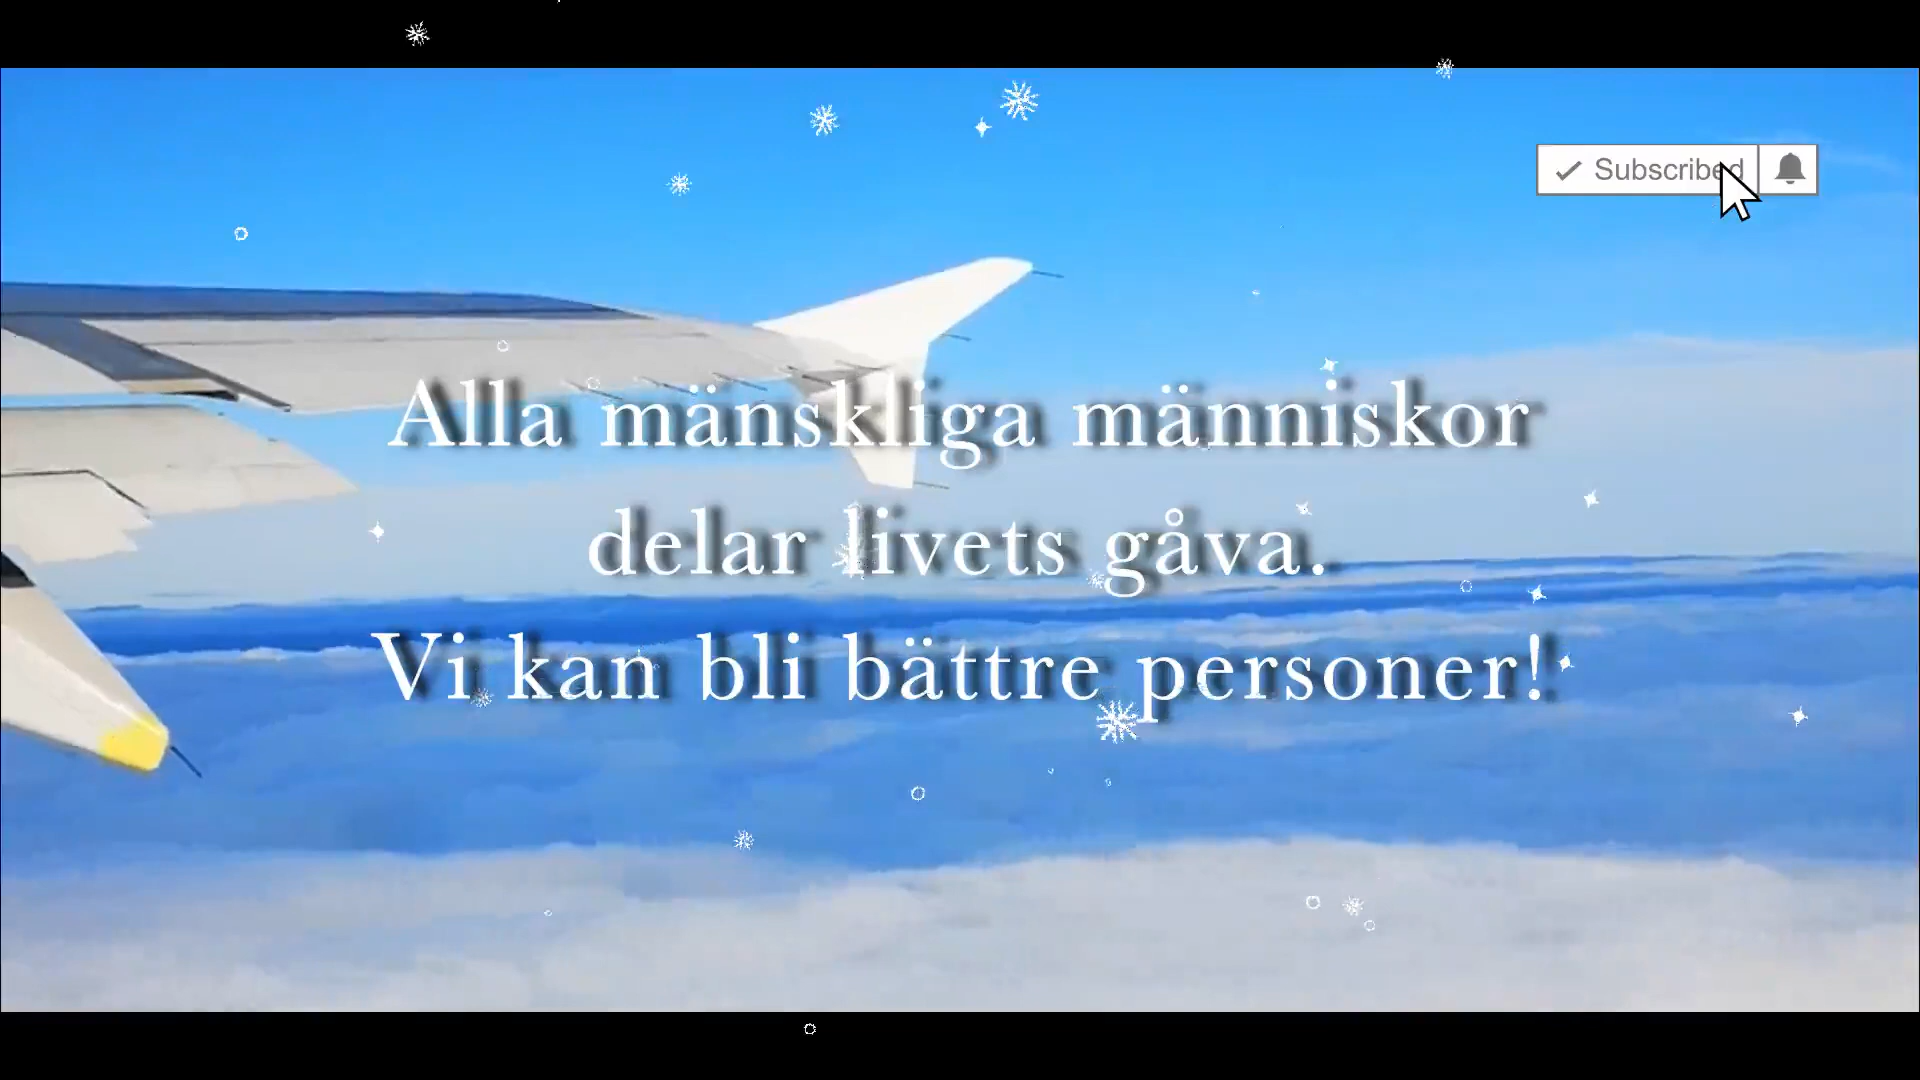 Subscribed
Alla mänskliga människor
delar livets gåva.
Vi kan bli bättre personer!